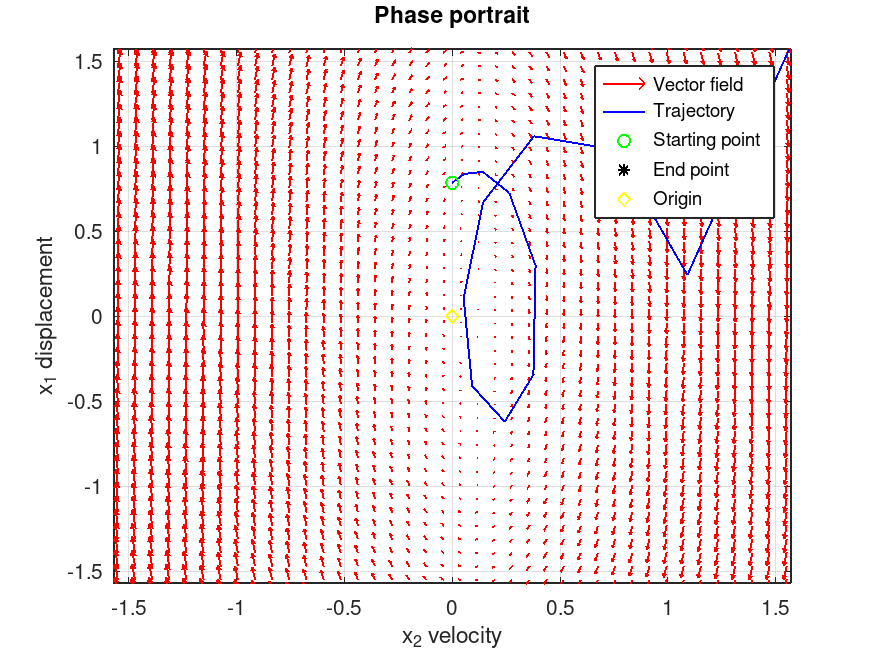 Phase portrait
1.5
1
0.5
0
-0.5
-1
-1.5
x₁ displacement
Vector field
Trajectory
Starting point
End point
Origin
-1.5 -1 -0.5 0 0.5 1 1.5
x₂ velocity